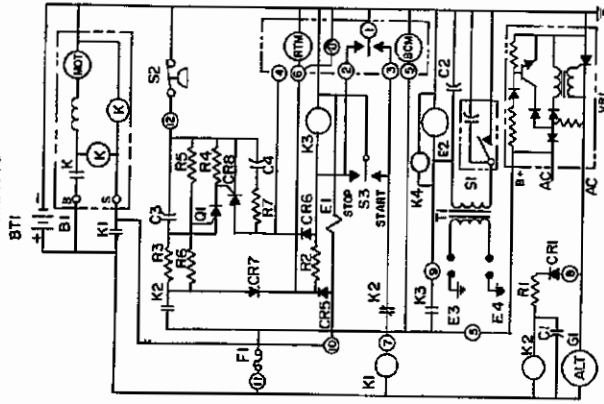 BT1
+ -
MOT
K
K
K
B
S
B1
K1
S2
12
C3
R5
R4
CR8
Q1
R3
R6
K2
C4
R7
CR7
CR6
R2
CR5
E1
10
F1
11
RTM
BCM
6
4
2
1
3
5
K3
STOP
S3
START
K2
7
K1
K4
E2
C2
S1
T1
9
K3
E3
E4
5
B+
AC
AC
VR1
R1
CR1
8
K2
C1
G1
ALT